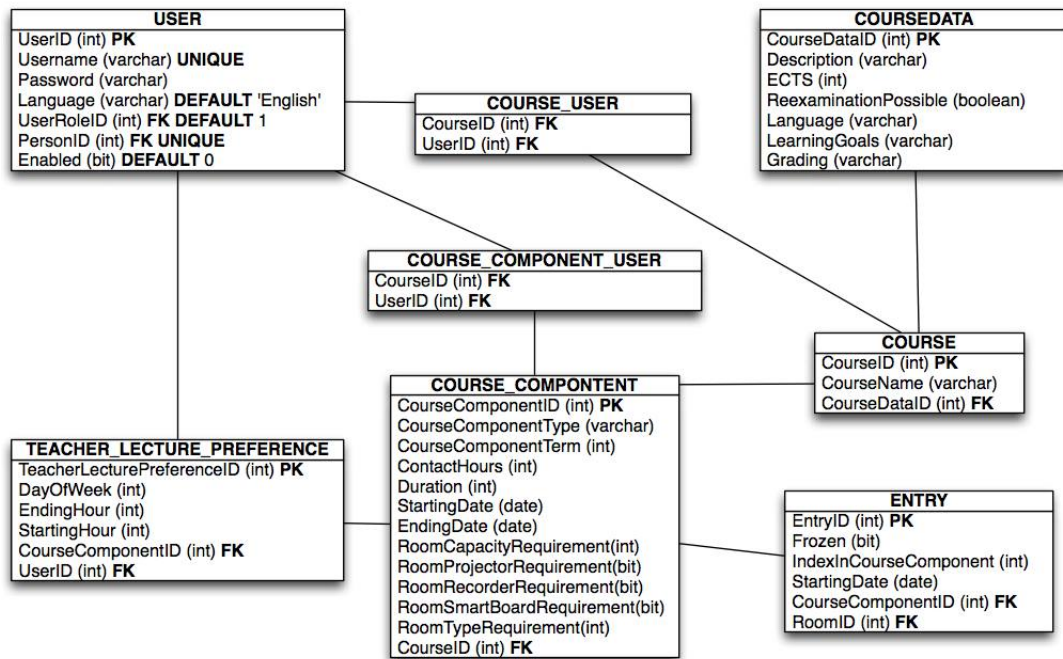 USER
UserID (int) PK
Username (varchar) UNIQUE
Password (varchar)
Language (varchar) DEFAULT 'English'
UserRoleID (int) FK DEFAULT 1
PersonID (int) FK UNIQUE
Enabled (bit) DEFAULT 0
COURSE_USER
CourseID (int) FK
UserID (int) FK
COURSEDATA
CourseDataID (int) PK
Description (varchar)
ECTS (int)
ReexaminationPossible (boolean)
Language (varchar)
LearningGoals (varchar)
Grading (varchar)
COURSE_COMPONENT_USER
CourseID (int) FK
UserID (int) FK
COURSE
CourseID (int) PK
CourseName (varchar)
CourseDataID (int) FK
COURSE_COMPONTENT
CourseComponentID (int) PK
CourseComponentType (varchar)
CourseComponentTerm (int)
ContactHours (int)
Duration (int)
StartingDate (date)
EndingDate (date)
RoomCapacityRequirement(int)
RoomProjectorRequirement(bit)
RoomRecorderRequirement(bit)
RoomSmartBoardRequirement(bit)
RoomTypeRequirement(int)
CourseID (int) FK
TEACHER_LECTURE_PREFERENCE
TeacherLecturePreferenceID (int) PK
DayOfWeek (int)
EndingHour (int)
StartingHour (int)
CourseComponentID (int) FK
UserID (int) FK
ENTRY
EntryID (int) PK
Frozen (bit)
IndexInCourseComponent (int)
StartingDate (date)
CourseComponentID (int) FK
RoomID (int) FK